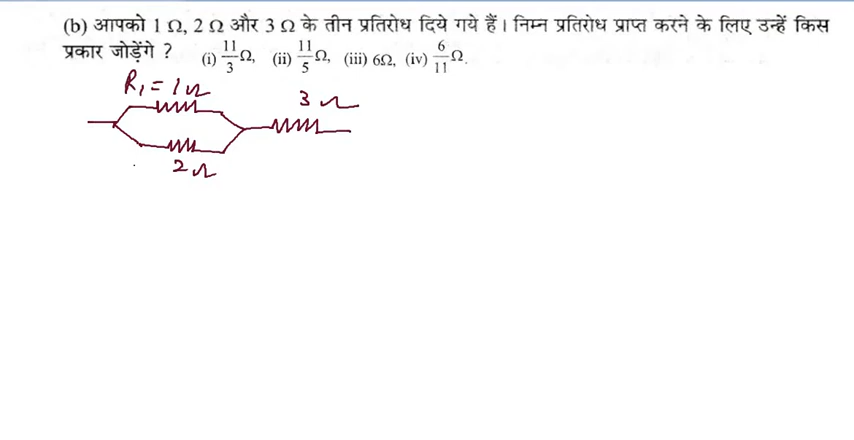 (b) आपको 1 Ω, 2 Ω और 3 Ω के तीन प्रतिरोध दिये गये हैं। निम्न प्रतिरोध प्राप्त करने के लिए उन्हें किस
प्रकार जोड़ेंगे ? (i) 11/3 Ω, (ii) 11/5 Ω, (iii) 6Ω, (iv) 6/11 Ω.
R₁ = 1Ω
3 Ω
2 Ω